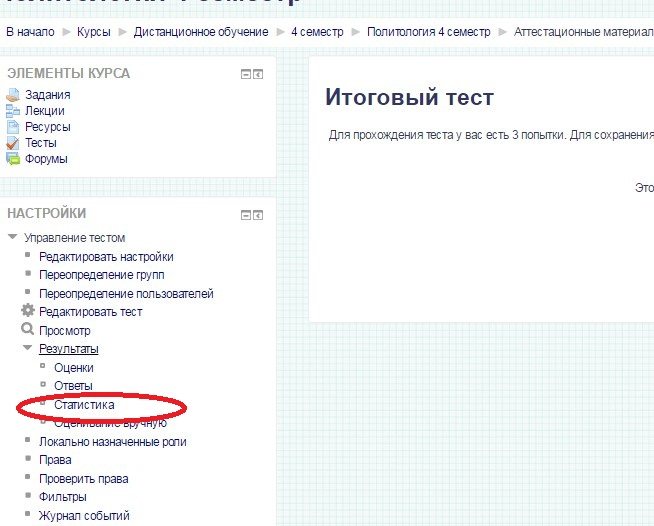 В начало ► Курсы ► Дистанционное обучение ► 4 семестр ► Политология 4 семестр ► Аттестационные материал
ЭЛЕМЕНТЫ КУРСА
Задания
Лекции
Ресурсы
Тесты
Форумы
Итоговый тест
Для прохождения теста у вас есть 3 попытки. Для сохранения
Это
НАСТРОЙКИ
Управление тестом
Редактировать настройки
Переопределение групп
Переопределение пользователей
Редактировать тест
Просмотр
Результаты
Оценки
Ответы
Статистика
Оценивание вручную
Локально назначенные роли
Права
Проверить права
Фильтры
Журнал событий